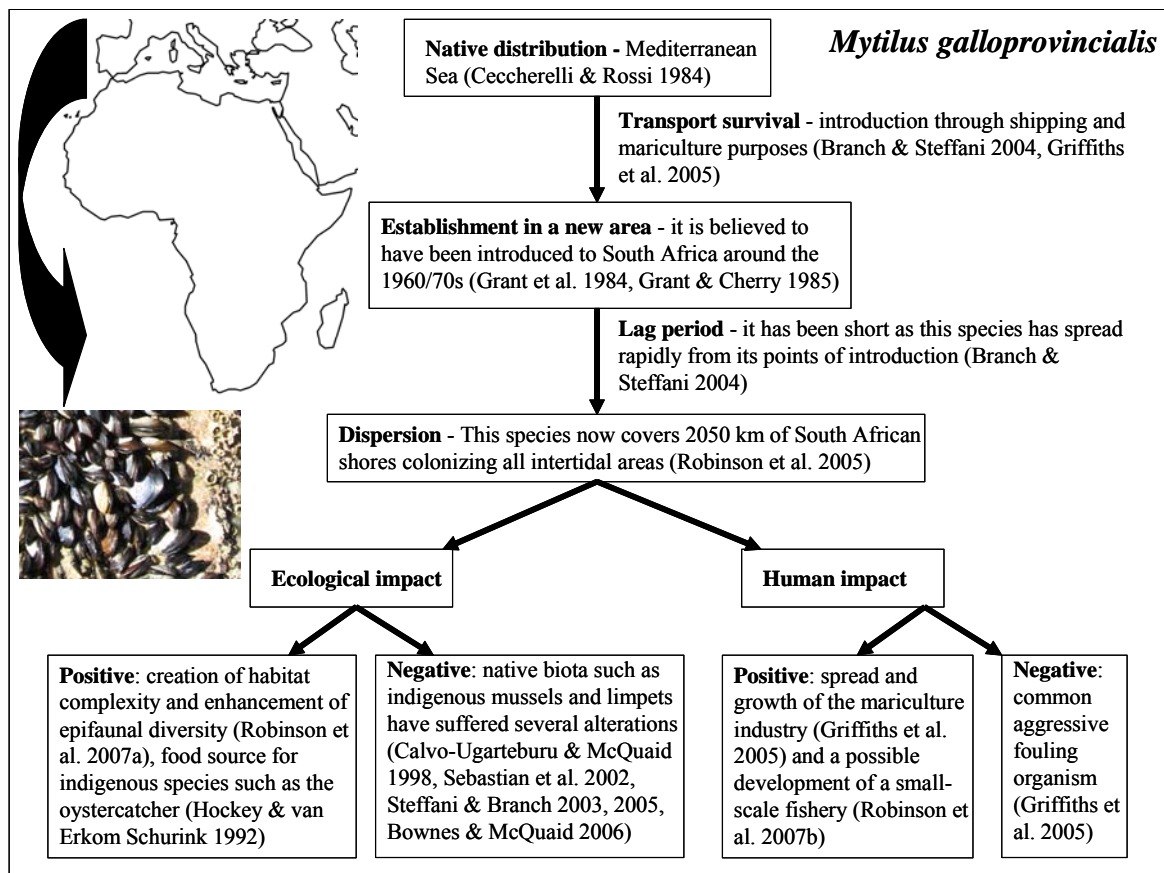 Mytilus galloprovincialis
Native distribution - Mediterranean
Sea (Ceccherelli & Rossi 1984)
Transport survival - introduction through shipping and
mariculture purposes (Branch & Steffani 2004, Griffiths
et al. 2005)
Establishment in a new area - it is believed to
have been introduced to South Africa around the
1960/70s (Grant et al. 1984, Grant & Cherry 1985)
Lag period - it has been short as this species has spread
rapidly from its points of introduction (Branch &
Steffani 2004)
Dispersion - This species now covers 2050 km of South African
shores colonizing all intertidal areas (Robinson et al. 2005)
Ecological impact
Human impact
Positive: creation of habitat
complexity and enhancement of
epifaunal diversity (Robinson et
al. 2007a), food source for
indigenous species such as the
oystercatcher (Hockey & van
Erkom Schurink 1992)
Negative: native biota such as
indigenous mussels and limpets
have suffered several alterations
(Calvo-Ugarteburu & McQuaid
1998, Sebastian et al. 2002,
Steffani & Branch 2003, 2005,
Bownes & McQuaid 2006)
Positive: spread and
growth of the mariculture
industry (Griffiths et al.
2005) and a possible
development of a small-
scale fishery (Robinson et
al. 2007b)
Negative:
common
aggressive
fouling
organism
(Griffiths et
al. 2005)